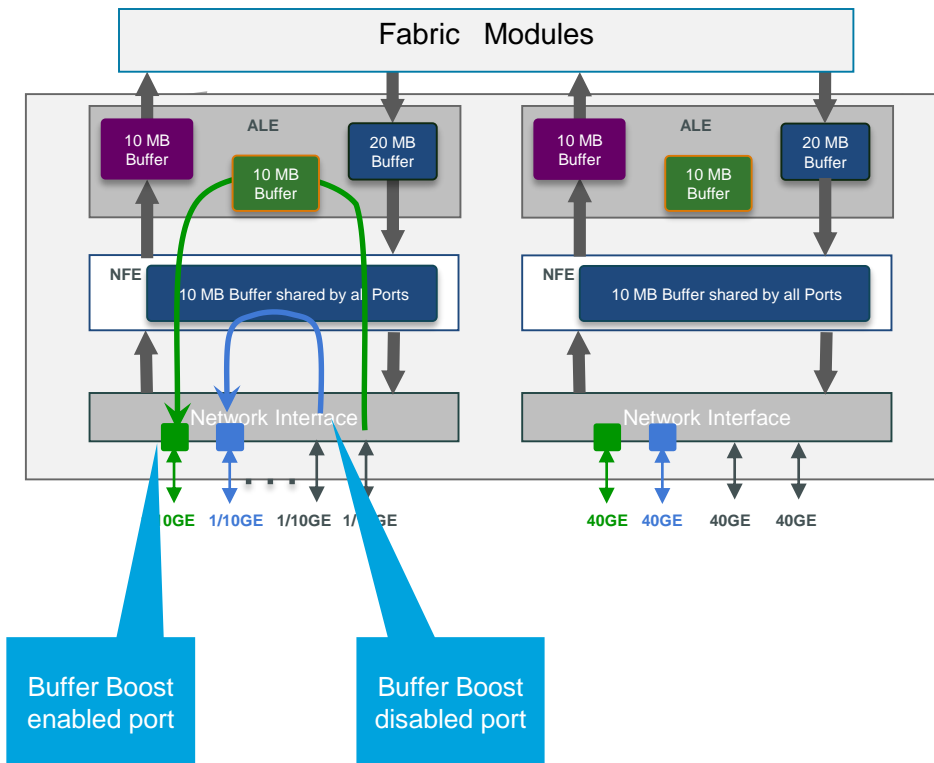 Fabric Modules
ALE
10 MB
Buffer
10 MB
Buffer
20 MB
Buffer
NFE
10 MB Buffer shared by all Ports
Network Interface
10GE
1/10GE
1/10GE
ALE
10 MB
Buffer
10 MB
Buffer
20 MB
Buffer
NFE
10 MB Buffer shared by all Ports
Network Interface
40GE
40GE
40GE
40GE
Buffer Boost
enabled port
Buffer Boost
disabled port